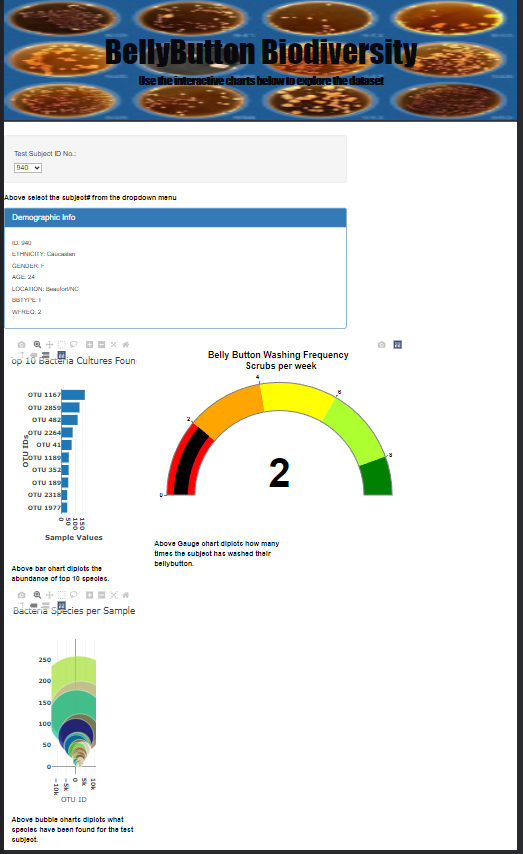 BellyButton Biodiversity
Use the interactive charts below to explore the dataset
Test Subject ID No.:
940
Above select the subject# from the dropdown menu
Demographic Info
ID: 940
ETHNICITY: Caucasian
GENDER: F
AGE: 24
LOCATION: Beaufort/NC
BBTYPE: I
WFREQ: 2
Top 10 Bacteria Cultures Foun
OTU IDs
OTU 1167
OTU 2859
OTU 482
OTU 2264
OTU 41
OTU 1189
OTU 352
OTU 189
OTU 2318
OTU 1977
0
50
100
150
Sample Values
Above bar chart diplots the
abundance of top 10 species.
Belly Button Washing Frequency
Scrubs per week
0
2
4
6
8
2
Above Gauge chart diplots how many
times the subject has washed their
bellybutton.
Bacteria Species per Sample
250
200
150
100
50
0
−10k
−5k
0
5k
10k
OTU ID
Above bubble charts diplots what
species have been found for the test
subject.